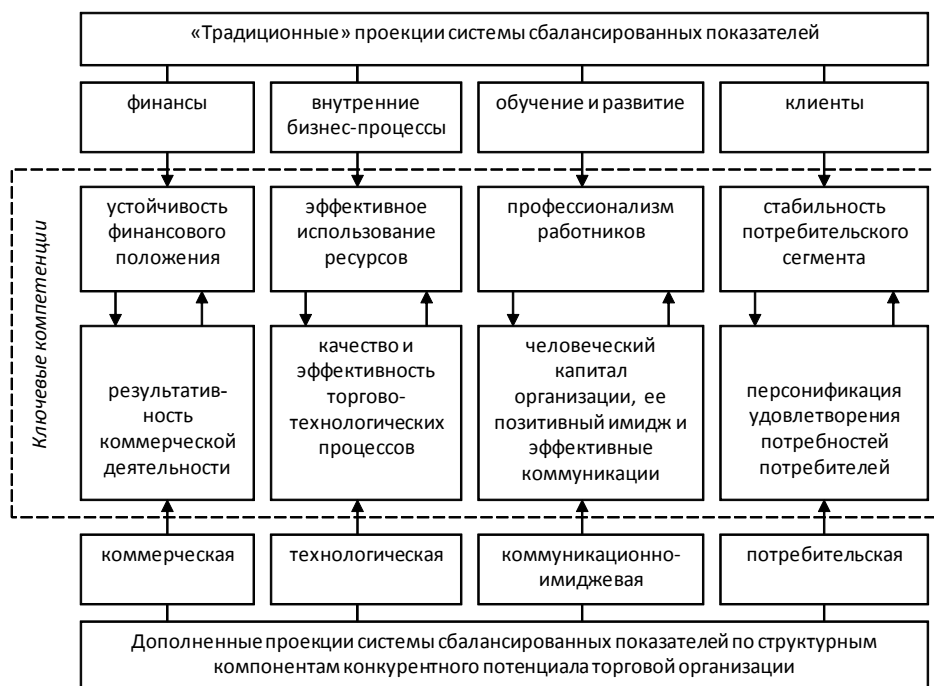 «Традиционные» проекции системы сбалансированных показателей
финансы
внутренние
бизнес-процессы
обучение и развитие
клиенты
Ключевые компетенции
устойчивость
финансового
положения
эффективное
использование
ресурсов
профессионализм
работников
стабильность
потребительского
сегмента
результатив-
ность
коммерческой
деятельности
качество и
эффективность
торгово-
технологических
процессов
человеческий
капитал
организации, ее
позитивный имидж и
эффективные
коммуникации
персонификация
удовлетворения
потребностей
потребителей
коммерческая
технологическая
коммуникационно-
имиджевая
потребительская
Дополненные проекции системы сбалансированных показателей по структурным
компонентам конкурентного потенциала торговой организации